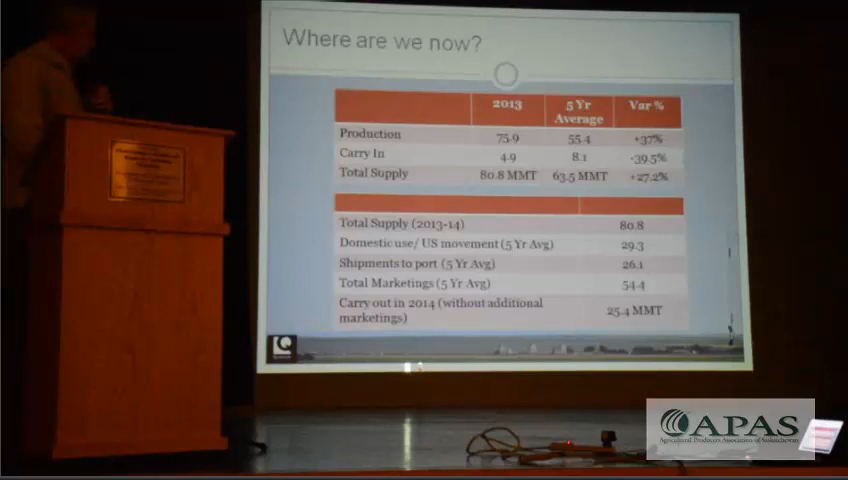 Where are we now?
2013 5 Yr Average Var %
Production 75.9 55.4 +37%
Carry In 4.9 8.1 -39.5%
Total Supply 80.8 MMT 63.5 MMT +27.2%
Total Supply (2013-14) 80.8
Domestic use/ US movement (5 Yr Avg) 29.3
Shipments to port (5 Yr Avg) 26.1
Total Marketings (5 Yr Avg) 54.4
Carry out in 2014 (without additional
marketings) 25.4 MMT
APAS
Agricultural Producers Association of Saskatchewan